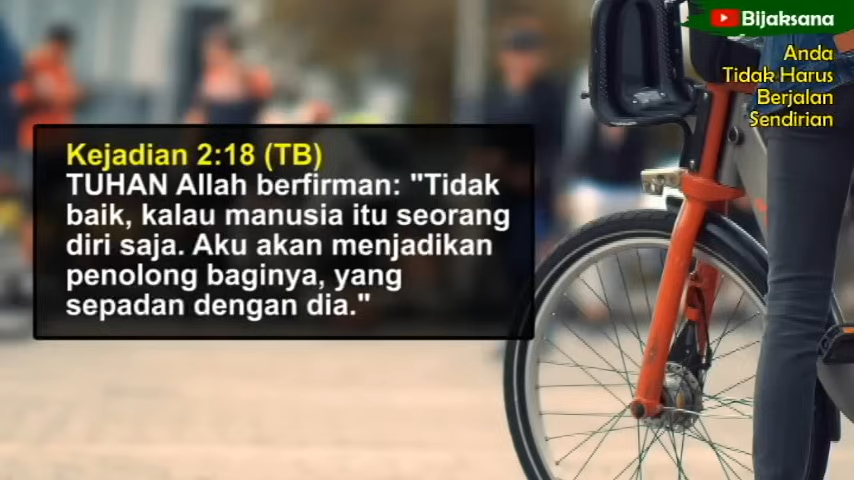 Bijaksana
Anda
Tidak Harus
Berjalan
Sendirian
Kejadian 2:18 (TB)
TUHAN Allah berfirman: "Tidak
baik, kalau manusia itu seorang
diri saja. Aku akan menjadikan
penolong baginya, yang
sepadan dengan dia."